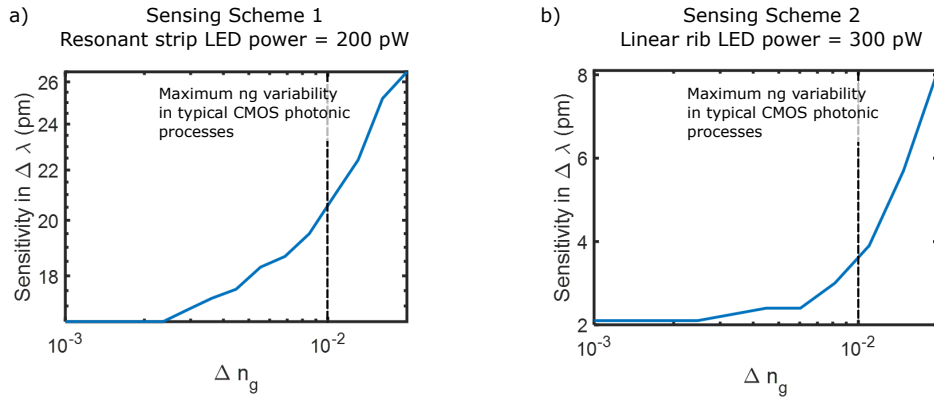 a)
Sensing Scheme 1
Resonant strip LED power = 200 pW
Sensitivity in Δ λ (pm)
26
24
22
20
18
Maximum ng variability
in typical CMOS photonic
processes
10^-3
10^-2
Δ n_g
b)
Sensing Scheme 2
Linear rib LED power = 300 pW
Sensitivity in Δ λ (pm)
8
6
4
2
Maximum ng variability
in typical CMOS photonic
processes
10^-3
10^-2
Δ n_g